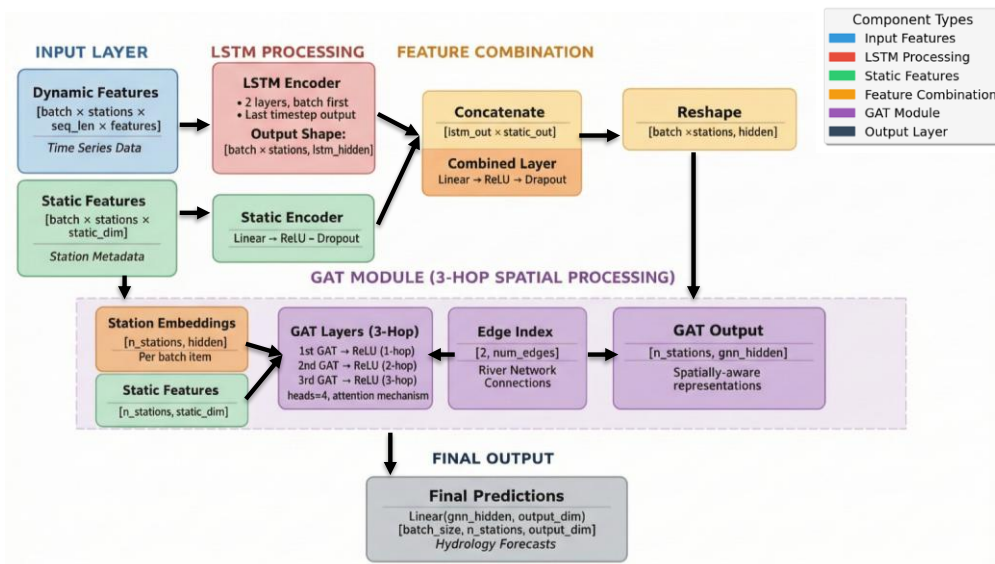 Component Types
Input Features
LSTM Processing
Static Features
Feature Combination
GAT Module
Output Layer
INPUT LAYER
Dynamic Features
[batch × stations ×
seq_len × features]
Time Series Data
Static Features
[batch × stations ×
static_dim]
Station Metadata
LSTM PROCESSING
LSTM Encoder
• 2 layers, batch first
• Last timestep output
Output Shape:
[batch × stations, lstm_hidden]
Static Encoder
Linear → RelU – Dropout
FEATURE COMBINATION
Concatenate
[istm_out × static_out]
Combined Layer
Linear → ReLU → Drapout
Reshape
[batch ×stations, hidden]
GAT MODULE (3-HOP SPATIAL PROCESSING)
Station Embeddings
[n_stations, hidden]
Per batch item
Static Features
[n_stations, static_dim]
GAT Layers (3-Hop)
1st GAT → ReLU (1-hop)
2nd GAT → ReLU (2-hop)
3rd GAT → ReLU (3-hop)
heads=4, attention mechanism
Edge Index
[2, num_edges]
River Network
Connections
GAT Output
[n_stations, gnn_hidden]
Spatially-aware
representations
FINAL OUTPUT
Final Predictions
Linear(gnn_hidden, output_dim)
[batch_size, n_stations, output_dim]
Hydrology Forecasts